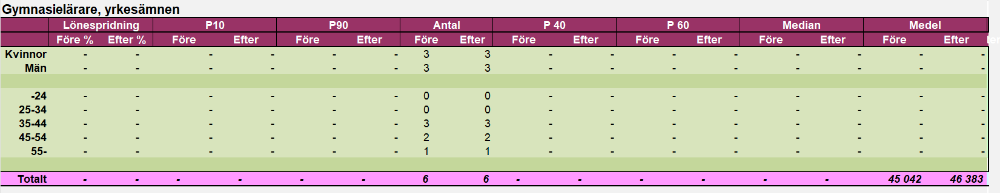 Gymnasielärare, yrkesämnen
Lönespridning P10 P90 Antal P 40 P 60 Median Medel
Före % Efter % Före Efter Före Efter Före Efter Före Efter Före Efter Före Efter Före Efter
Kvinnor - - - - - - 3 3 - - - - - - - -
Män - - - - - - 3 3 - - - - - - - -
-24 - - - - - - 0 0 - - - - - - - -
25-34 - - - - - - 0 0 - - - - - - - -
35-44 - - - - - - 3 3 - - - - - - - -
45-54 - - - - - - 2 2 - - - - - - - -
55- - - - - - - 1 1 - - - - - - - -
Totalt - - - - - - 6 6 - - - - - - 45 042 46 383